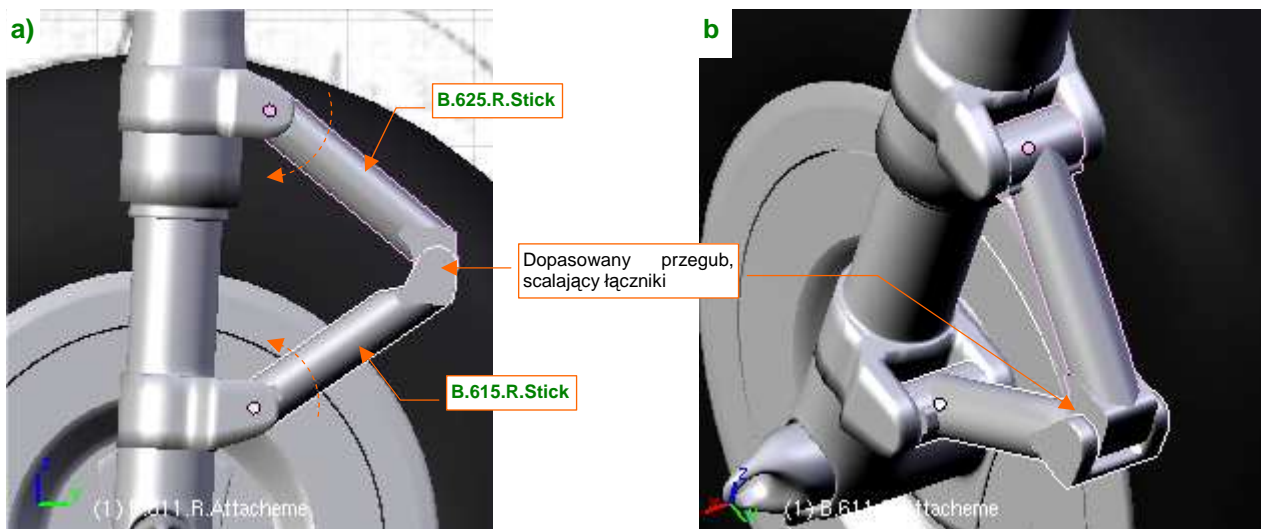 a)
b
B.625.R.Stick
Dopasowany przegub,
scalający łączniki
B.615.R.Stick
(1) B.611.R.Attacheme
(1) B.611.R.Attacheme